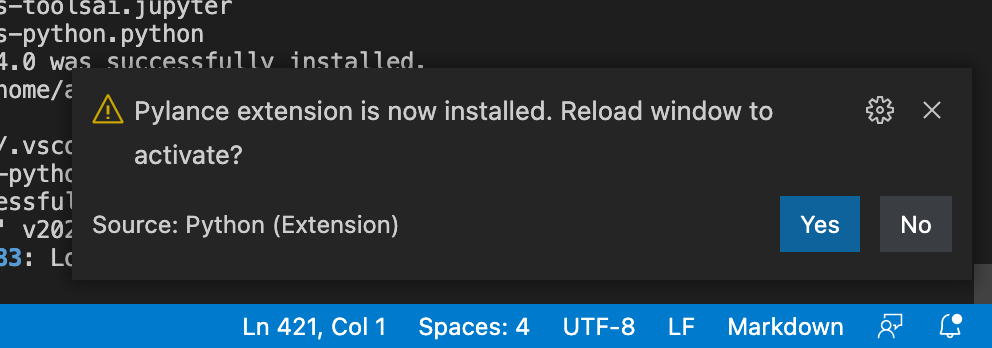 s-toolsai.jupyter
s-python.python
4.0 was successfully installed.
home/a
Pylance extension is now installed. Reload window to
activate?
/.vsco
-pytho
essful
Source: Python (Extension)
Yes
No
" v202
33: Lo
Ln 421, Col 1
Spaces: 4
UTF-8
LF
Markdown